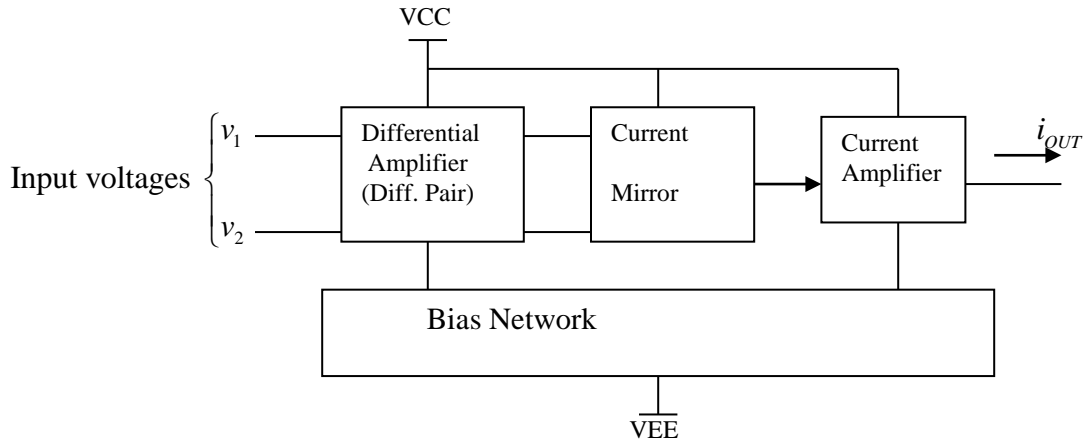 VCC
Input voltages
v1
v2
Differential
Amplifier
(Diff. Pair)
Current
Mirror
Current
Amplifier
iOUT
Bias Network
VEE